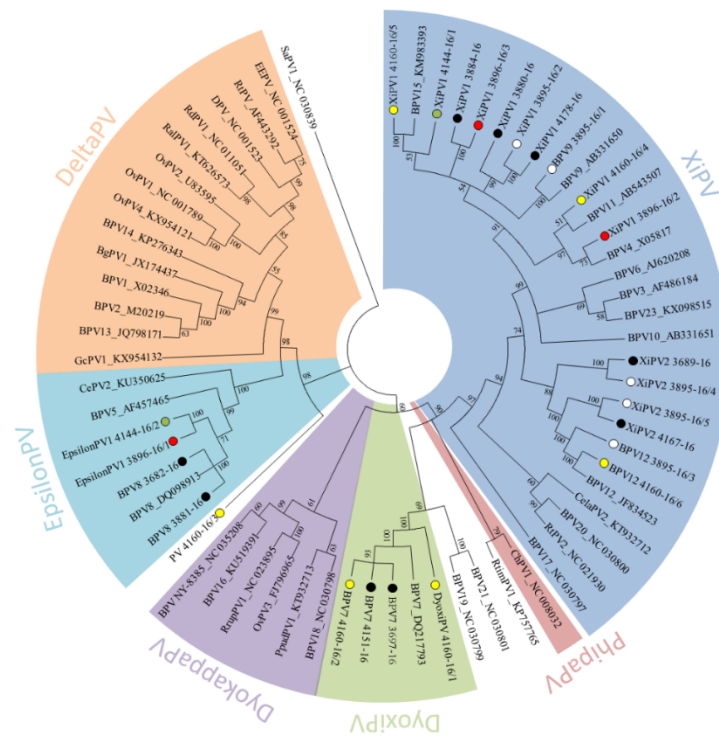 XiPV
XiPV1 4160-16/5
BPV15_KM983393
XiPV1 4144-16/1
XiPV1 3884-16
XiPV1 3896-16/3
XiPV1 3880-16
XiPV1 3895-16/2
XiPV1 4178-16
BPV9 3895-16/1
BPV9_AB331650
XiPV1 4160-16/4
BPV11_AB543507
XiPV1 3896-16/2
BPV4_X05817
BPV6_AJ620208
BPV3_AF486184
BPV23_KX098515
BPV10_AB331651
XiPV2 3689-16
XiPV2 3895-16/4
XiPV2 3895-16/5
XiPV2 4167-16
BPV12 3895-16/3
BPV12 4160-16/6
BPV12_JF834523
CelaPV2_KT932712
BPV20_NC_030800
RtPV2_NC_021930
BPV17_NC_030797
PhipaPV
ChPV1_NC_008032
RtimPV1_KP757765
BPV21_NC_030801
BPV19_NC_030799
DyoxiPV
DyoxiPV 4160-16/1
BPV7_DQ217793
BPV7 3697-16
BPV7 4151-16
BPV7 4160-16/2
DyokappaPV
BPV18_NC_030798
PpudPV1_KT932713
OvPV3_FJ796965
RrupPV1_NC_023895
BPV16_KU519391
BPV NY-8385_NC_035208
PV 4160-16/3
EpsilonPV
BPV8 3881-16
BPV8_DQ098913
BPV8 3682-16
EpsilonPV1 3896-16/1
EpsilonPV1 4144-16/2
BPV5_AF457465
CePV2_KU350625
DeltaPV
GcPV1_KX954132
BPV13_JQ798171
BPV2_M20219
BPV1_X02346
BgPV1_JX174437
BPV14_KP276343
OvPV4_KX954121
OvPV1_NC_001789
OvPV2_U83595
RalPV1_KT626573
RdPV1_NC_011051
DPV_NC_001523
RtPV_AF443292
EEPV_NC_001524
SaPV1_NC_030839